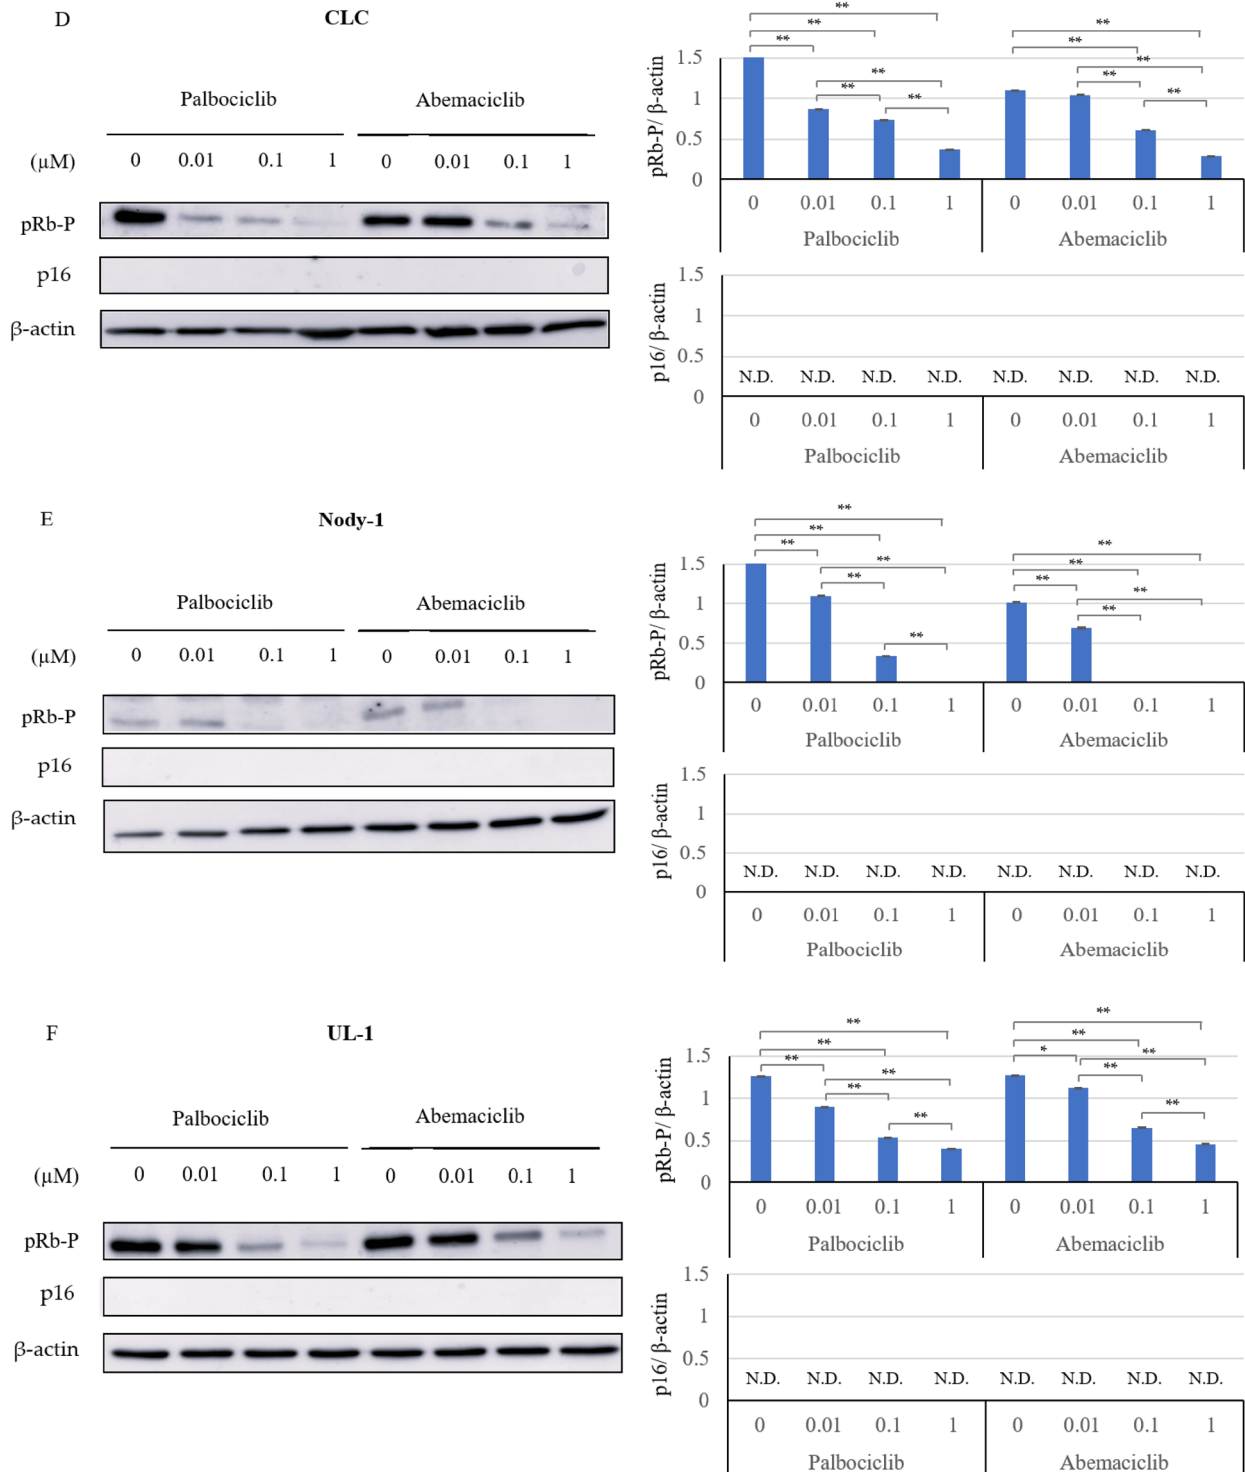 D CLC
Palbociclib Abemaciclib
(µM) 0 0.01 0.1 1 0 0.01 0.1 1
pRb-P
p16
β-actin
** ** ** ** ** **
** ** ** ** **
pRb-P/ β-actin
1.5
1
0.5
0
0 0.01 0.1 1 0 0.01 0.1 1
Palbociclib Abemaciclib
p16/ β-actin
1.5
1
0.5
0
N.D. N.D. N.D. N.D. N.D. N.D. N.D. N.D.
0 0.01 0.1 1 0 0.01 0.1 1
Palbociclib Abemaciclib
E Nody-1
Palbociclib Abemaciclib
(µM) 0 0.01 0.1 1 0 0.01 0.1 1
pRb-P
p16
β-actin
** ** ** ** ** **
** ** ** ** **
pRb-P/ β-actin
1.5
1
0.5
0
0 0.01 0.1 1 0 0.01 0.1 1
Palbociclib Abemaciclib
p16/ β-actin
1.5
1
0.5
0
N.D. N.D. N.D. N.D. N.D. N.D. N.D. N.D.
0 0.01 0.1 1 0 0.01 0.1 1
Palbociclib Abemaciclib
F UL-1
Palbociclib Abemaciclib
(µM) 0 0.01 0.1 1 0 0.01 0.1 1
pRb-P
p16
β-actin
** ** ** ** ** **
** ** * ** ** **
pRb-P/ β-actin
1.5
1
0.5
0
0 0.01 0.1 1 0 0.01 0.1 1
Palbociclib Abemaciclib
p16/ β-actin
1.5
1
0.5
0
N.D. N.D. N.D. N.D. N.D. N.D. N.D. N.D.
0 0.01 0.1 1 0 0.01 0.1 1
Palbociclib Abemaciclib